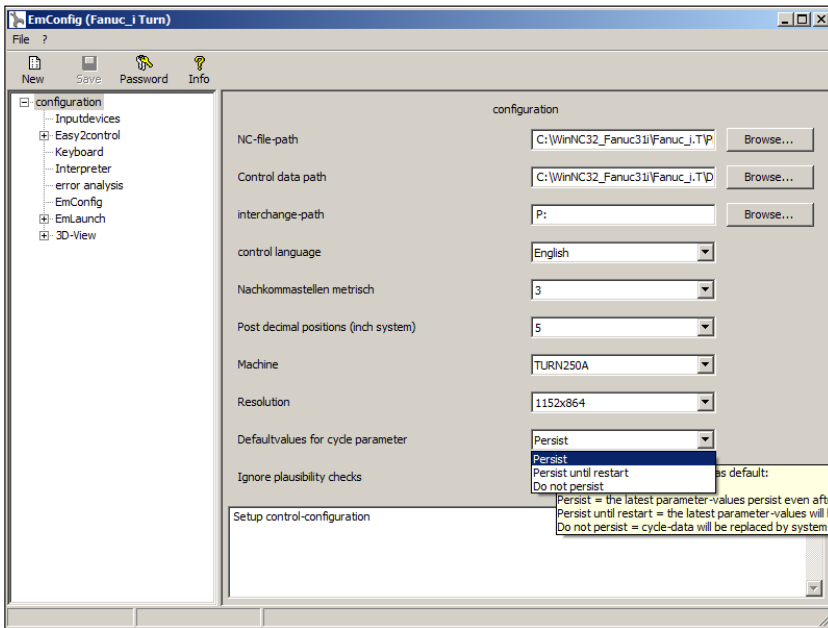 EmConfig (Fanuc_i Turn)
File ?
New Save Password Info
configuration
Inputdevices
Easy2control
Keyboard
Interpreter
error analysis
EmConfig
EmLaunch
3D-View
configuration
NC-file-path C:\WinNC32_Fanuc31i\Fanuc_i.T\P Browse...
Control data path C:\WinNC32_Fanuc31i\Fanuc_i.T\D Browse...
interchange-path P: Browse...
control language English
Nachkommastellen metrisch 3
Post decimal positions (inch system) 5
Machine TURN250A
Resolution 1152x864
Defaultvalues for cycle parameter Persist
Persist
Persist until restart
Do not persist
Ignore plausibility checks
as default:
Persist = the latest parameter-values persist even aft
Persist until restart = the latest parameter-values will
Do not persist = cycle-data will be replaced by system
Setup control-configuration